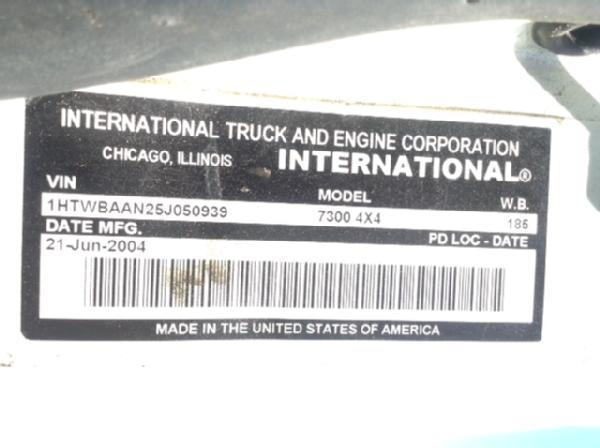 INTERNATIONAL TRUCK AND ENGINE CORPORATION
CHICAGO, ILLINOIS INTERNATIONAL®
VIN MODEL W.B.
1HTWBAAN25J050939 7300 4X4 185
DATE MFG. PD LOC - DATE
21-Jun-2004
MADE IN THE UNITED STATES OF AMERICA